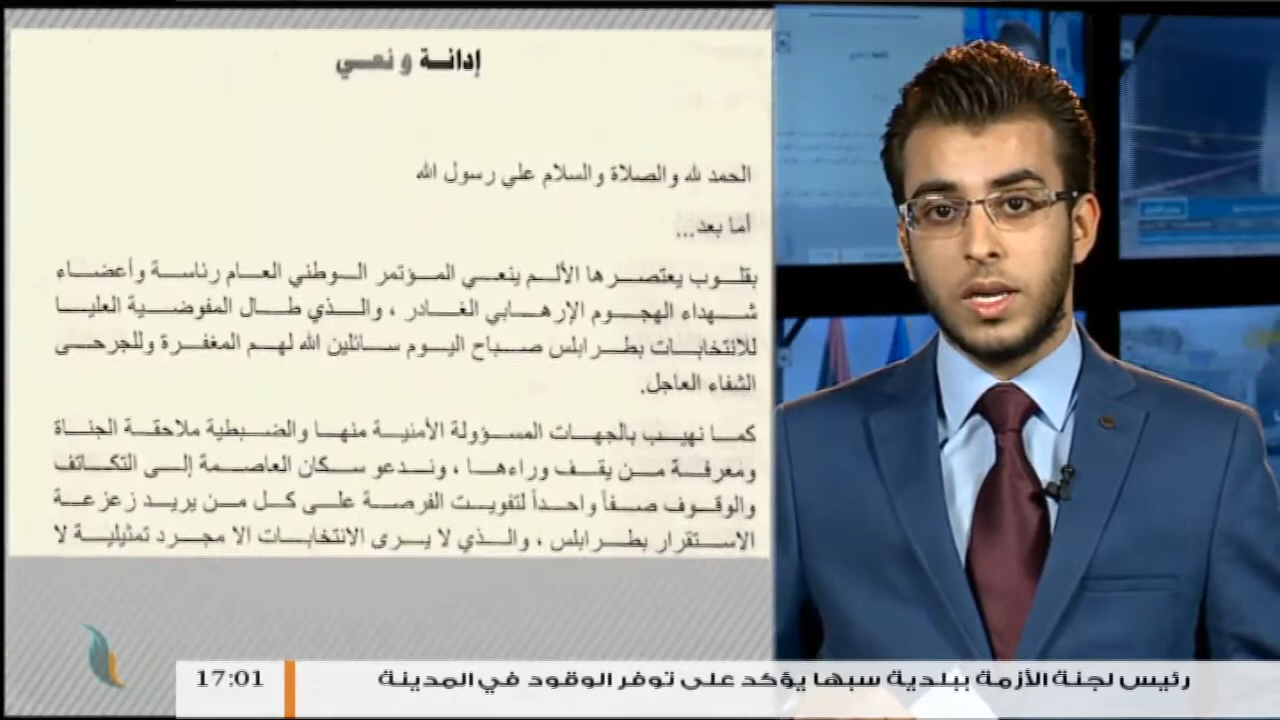 إدانة و نعي
الحمد لله والصلاة والسلام علي رسول الله
أما بعد...
بقلوب يعتصرها الألم ينعي المؤتمر الوطني العام رئاسة وأعضاء
شهداء الهجوم الإرهابي الغادر ، والذي طال المفوضية العليا
للانتخابات بطرابلس صباح اليوم سائلين الله لهم المغفرة وللجرحى
الشفاء العاجل.
كما نهيب بالجهات المسؤولة الأمنية منها والضبطية ملاحقة الجناة
ومعرفة من يقف وراءها ، وندعو سكان العاصمة إلى التكاتف
والوقوف صفاً واحداً لتفويت الفرصة على كل من يريد زعزعة
الاستقرار بطرابلس ، والذي لا يرى الانتخابات الا مجرد تمثيلية لا
رئيس لجنة الأزمة ببلدية سبها يؤكد على توفر الوقود في المدينة
17:01